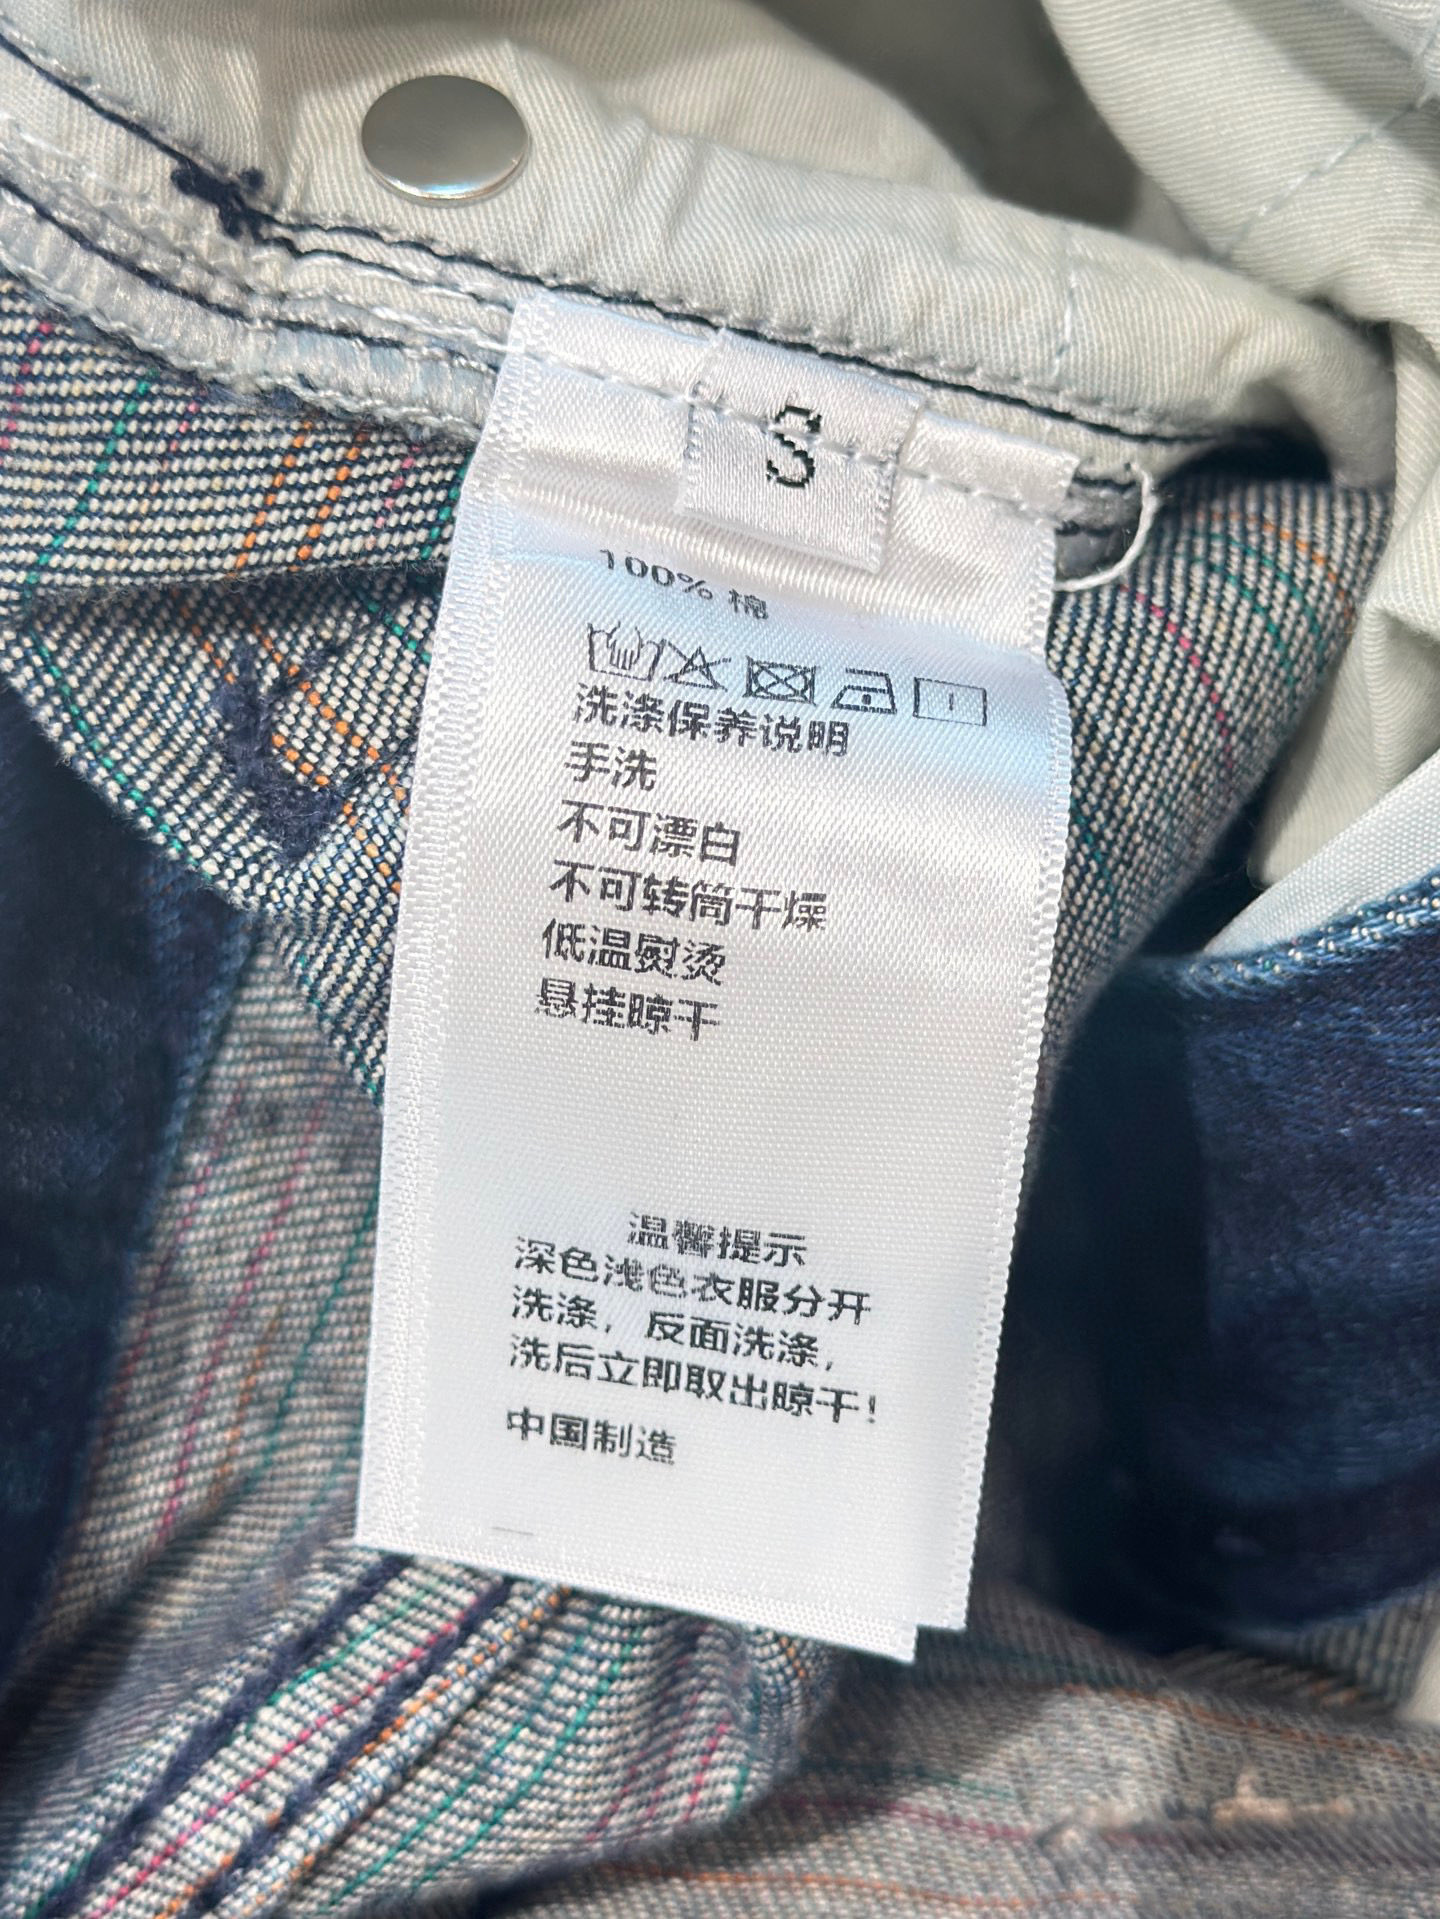 S
100% 棉
洗涤保养说明
手洗
不可漂白
不可转筒干燥
低温熨烫
悬挂晾干
温馨提示
深色浅色衣服分开
洗涤，反面洗涤，
洗后立即取出晾干！
中国制造